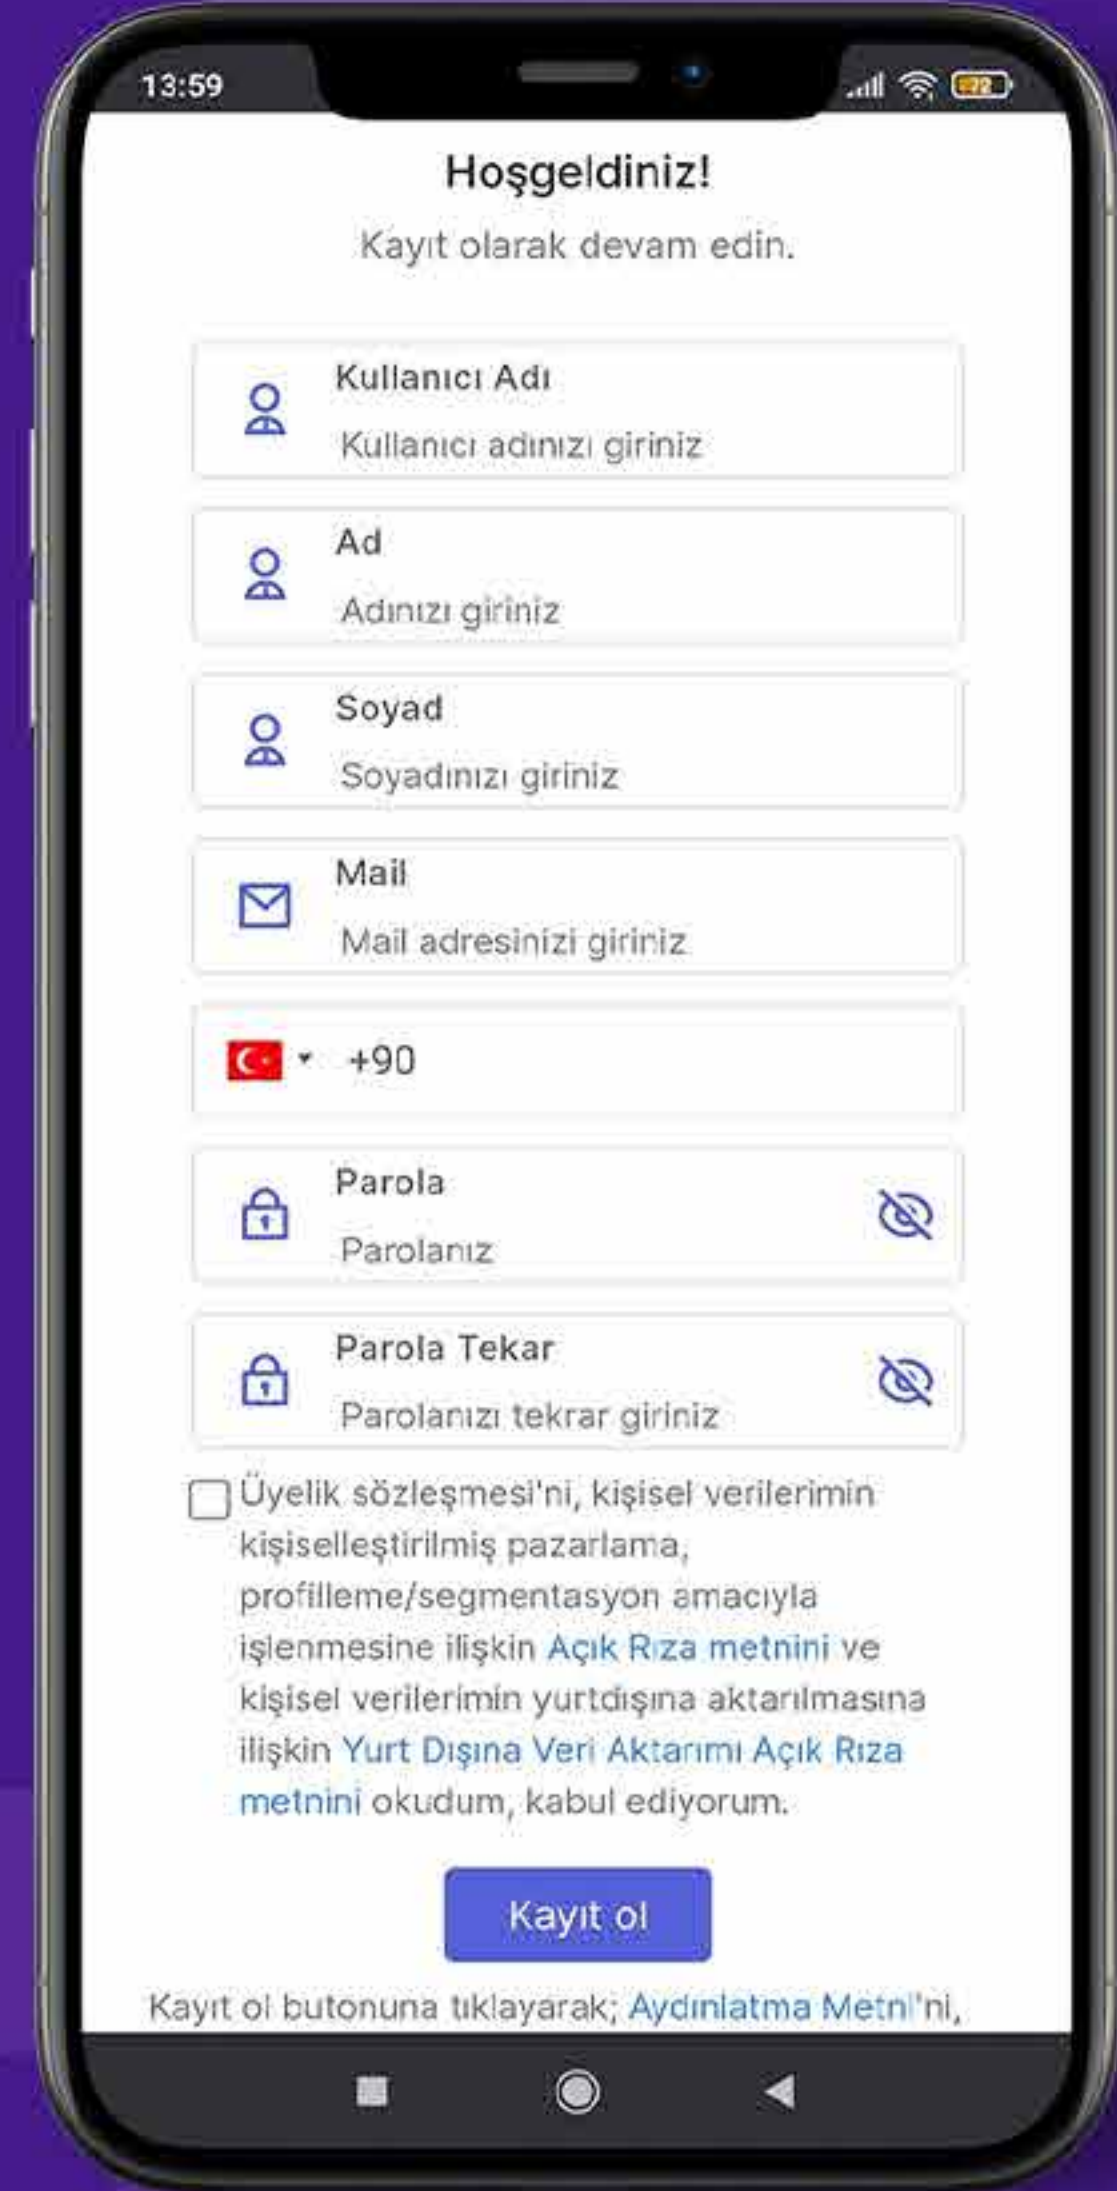 13:59
72
Hoşgeldiniz!
Kayıt olarak devam edin.
Kullanıcı Adı
Kullanıcı adınızı giriniz
Ad
Adınızı giriniz
Soyad
Soyadınızı giriniz
Mail
Mail adresinizi giriniz
+90
Parola
Parolanız
Parola Tekar
Parolanızı tekrar giriniz
Üyelik sözleşmesi'ni, kişisel verilerimin
kişiselleştirilmiş pazarlama,
profilleme/segmentasyon amacıyla
işlenmesine ilişkin Açık Rıza metnini ve
kişisel verilerimin yurtdışına aktarılmasına
ilişkin Yurt Dışına Veri Aktarımı Açık Rıza
metnini okudum, kabul ediyorum.
Kayıt ol
Kayıt ol butonuna tıklayarak; Aydınlatma Metni'ni,